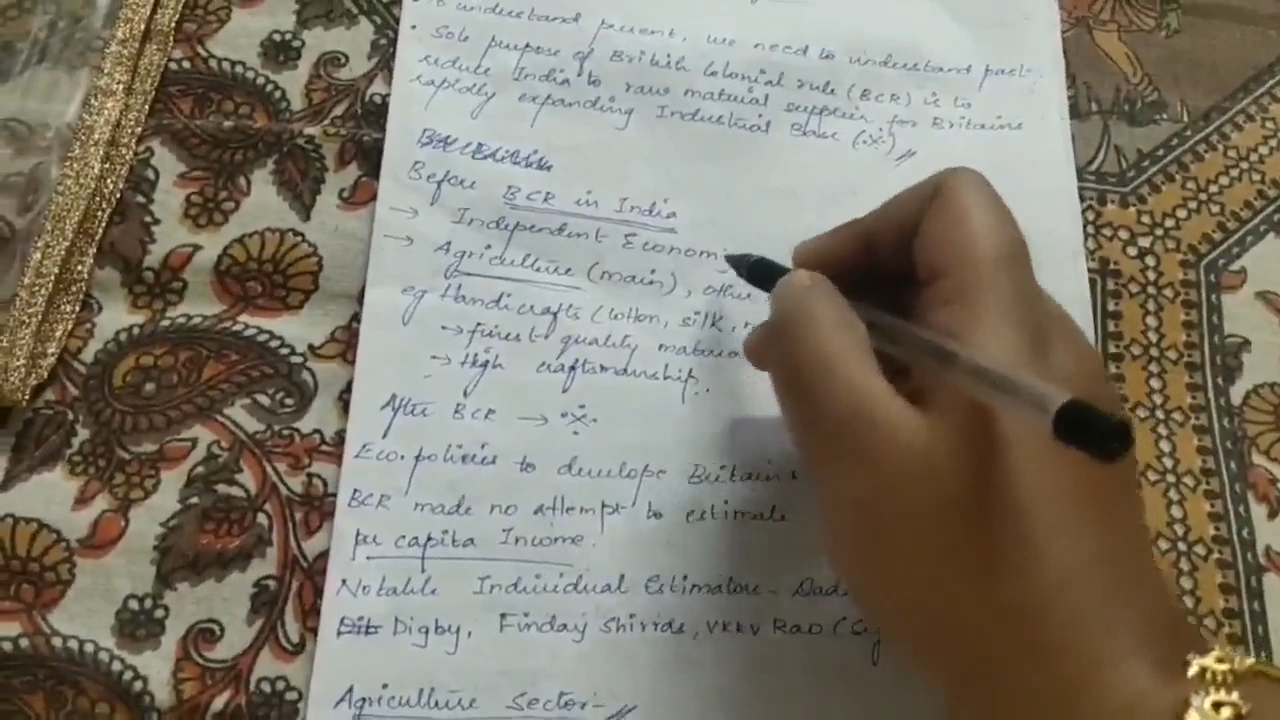 understand present, we need to understand past.
• Sole purpose of British Colonial rule (BCR) is to
reduce India to raw material supplier for Britains
rapidly expanding Industrial Base (※)
Before BCR in India
→ Independent Econom
→ Agriculture (main), other
eg Handicrafts (Cotton, silk,
→ finest quality
→ High craftsmanship.
After BCR → ※
Eco. policies to develope Britain
BCR made no attempt to estimate
per capita Income.
Notable Individual Estimators - Dad
Digby, Finday Shirras, VKRV Rao (
Agriculture Sector-